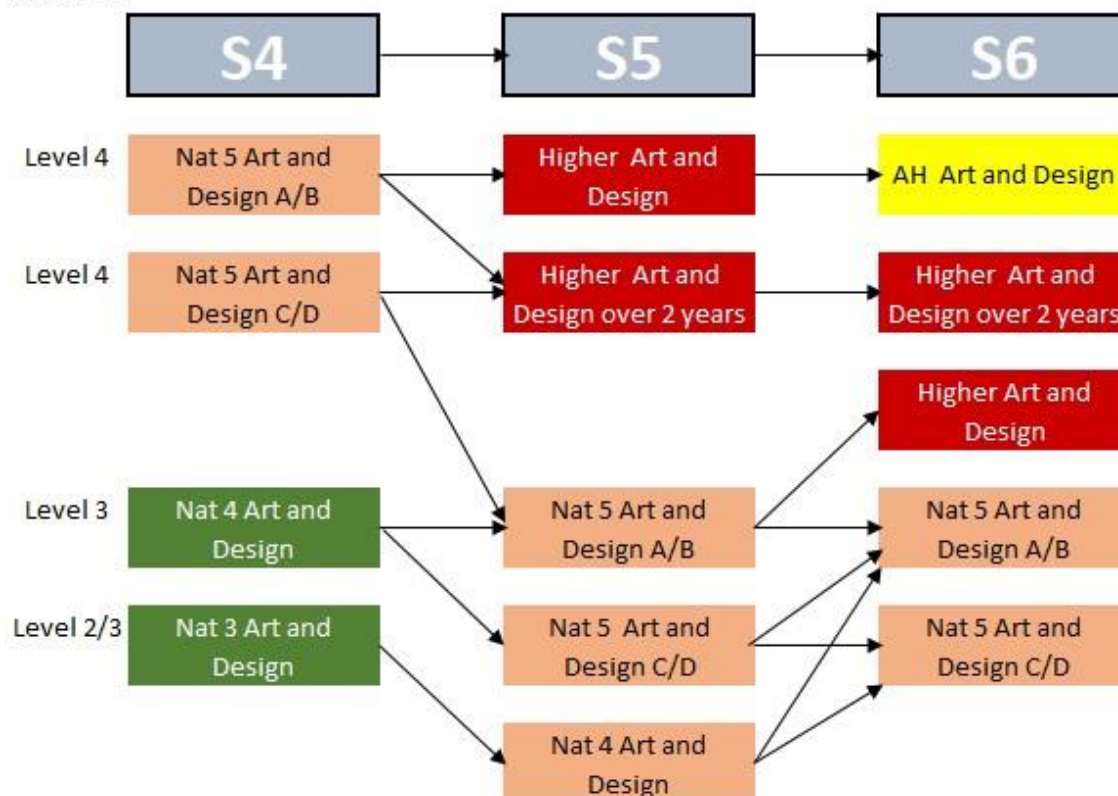 S4
S5
S6
Level 4
Nat 5 Art and
Design A/B
Higher Art and
Design
AH Art and Design
Level 4
Nat 5 Art and
Design C/D
Higher Art and
Design over 2 years
Higher Art and
Design over 2 years
Higher Art and
Design
Level 3
Nat 4 Art and
Design
Nat 5 Art and
Design A/B
Nat 5 Art and
Design A/B
Level 2/3
Nat 3 Art and
Design
Nat 5 Art and
Design C/D
Nat 5 Art and
Design C/D
Nat 4 Art and
Design